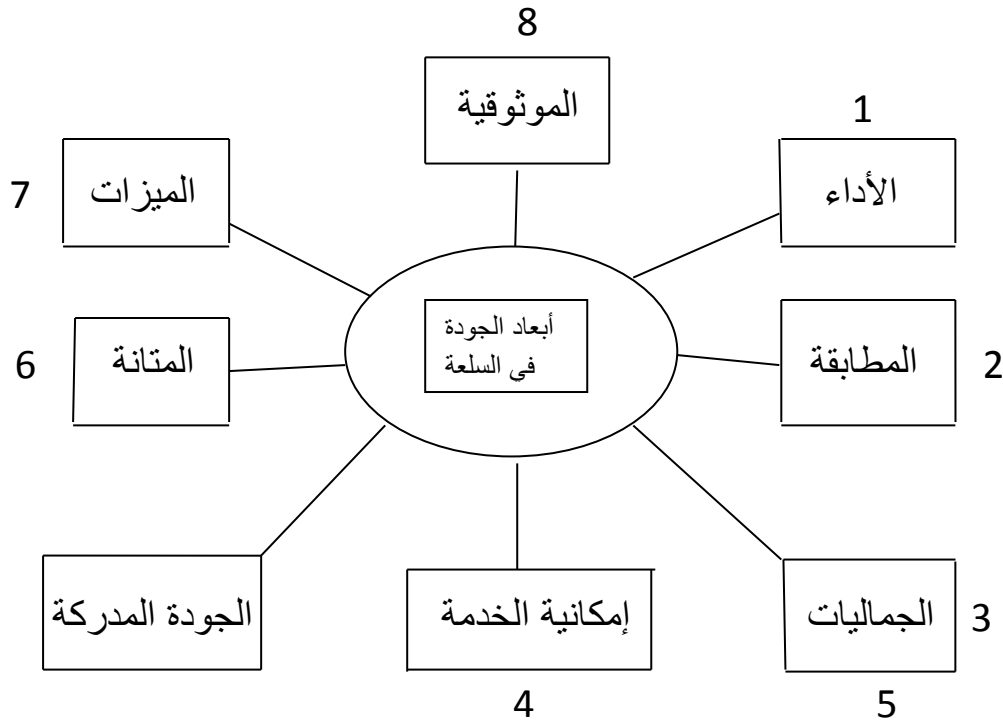 8
الموثوقية
1
الأداء
7
الميزات
أبعاد الجودة
في السلعة
6
المتانة
المطابقة
2
الجودة المدركة
إمكانية الخدمة
الجماليات
3
4
5